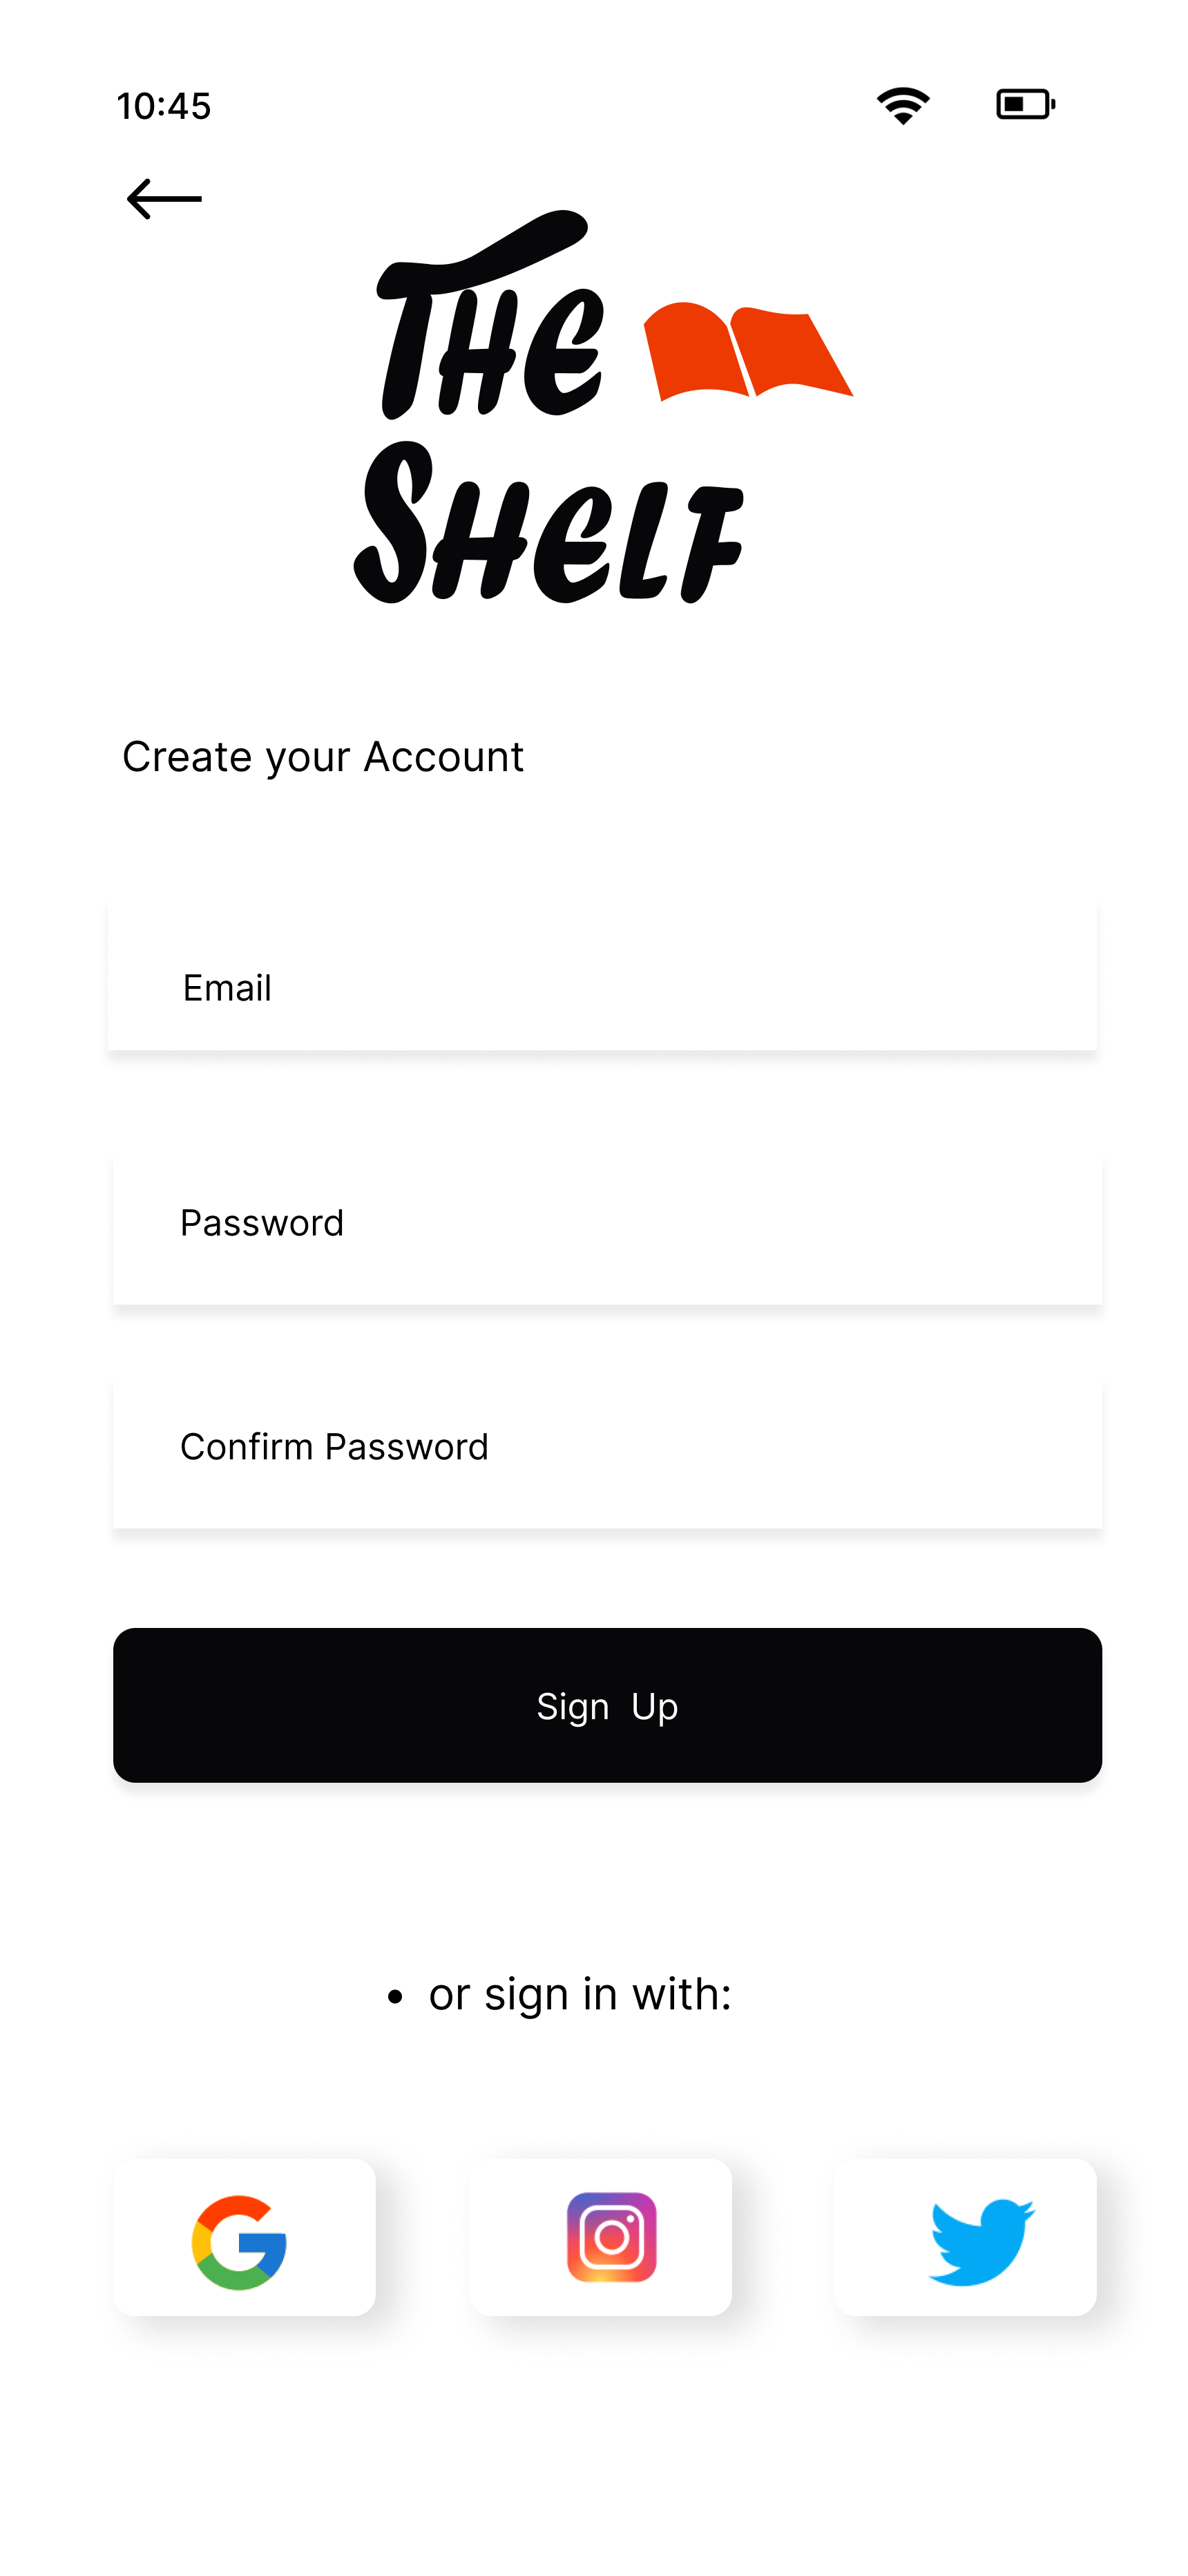 10:45
THE
SHELF
Create your Account
Email
Password
Confirm Password
Sign  Up
• or sign in with: